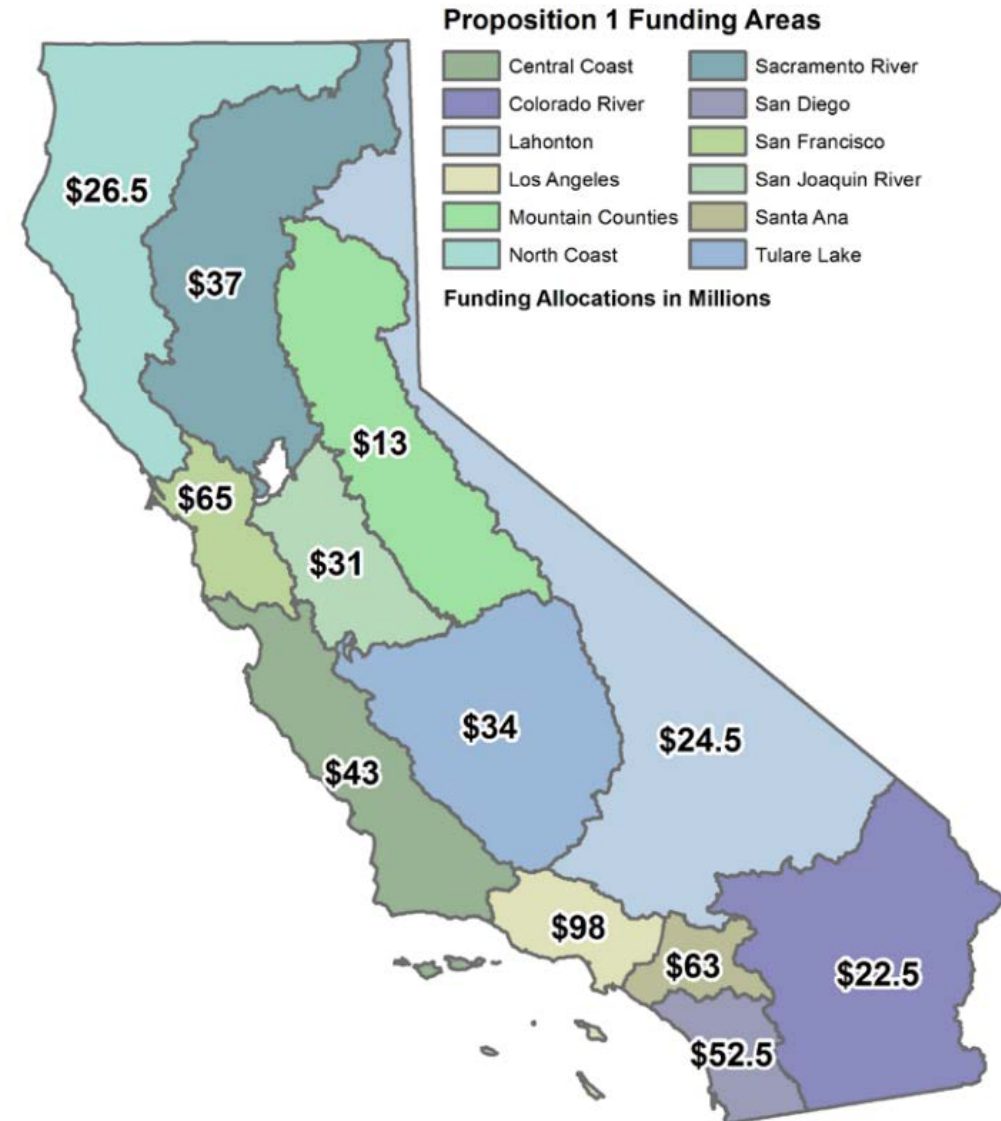 Proposition 1 Funding Areas
Central Coast
Colorado River
Lahonton
Los Angeles
Mountain Counties
North Coast
Sacramento River
San Diego
San Francisco
San Joaquin River
Santa Ana
Tulare Lake
Funding Allocations in Millions
$26.5
$37
$13
$65
$31
$34
$24.5
$43
$98
$63
$22.5
$52.5